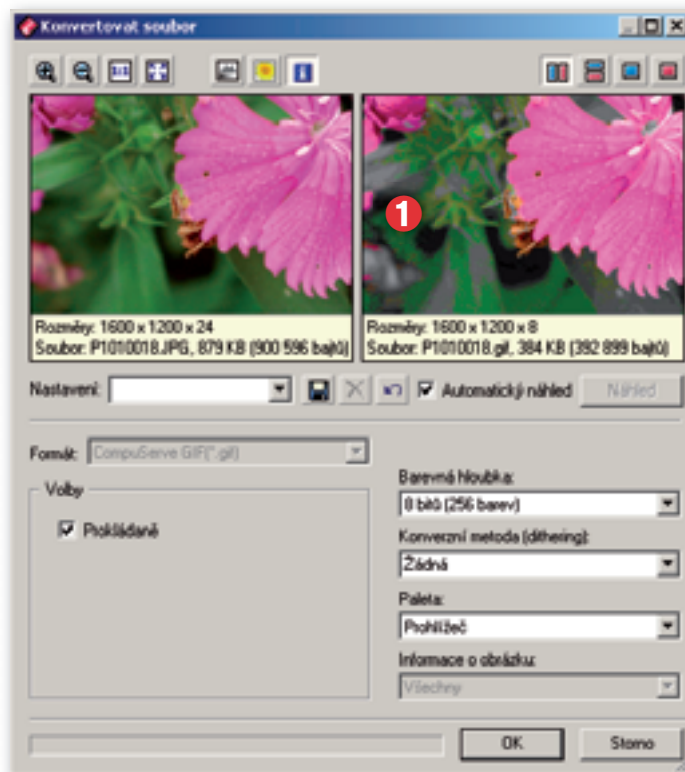 Konvertovat soubor
1:1
1
Rozměry: 1600 x 1200 x 24
Soubor: P1010018.JPG, 879 KB (900 596 bajtů)
Rozměry: 1600 x 1200 x 8
Soubor: P1010018.gif, 384 KB (392 899 bajtů)
Nastavení:
Automatický náhled
Náhled
Formát:
CompuServe GIF(*.gif)
Volby
Prokládaně
Barevná hloubka:
8 bitů (256 barev)
Konverzní metoda (dithering):
Žádná
Paleta:
Prohlížeč
Informace o obrázku:
Všechny
OK
Storno